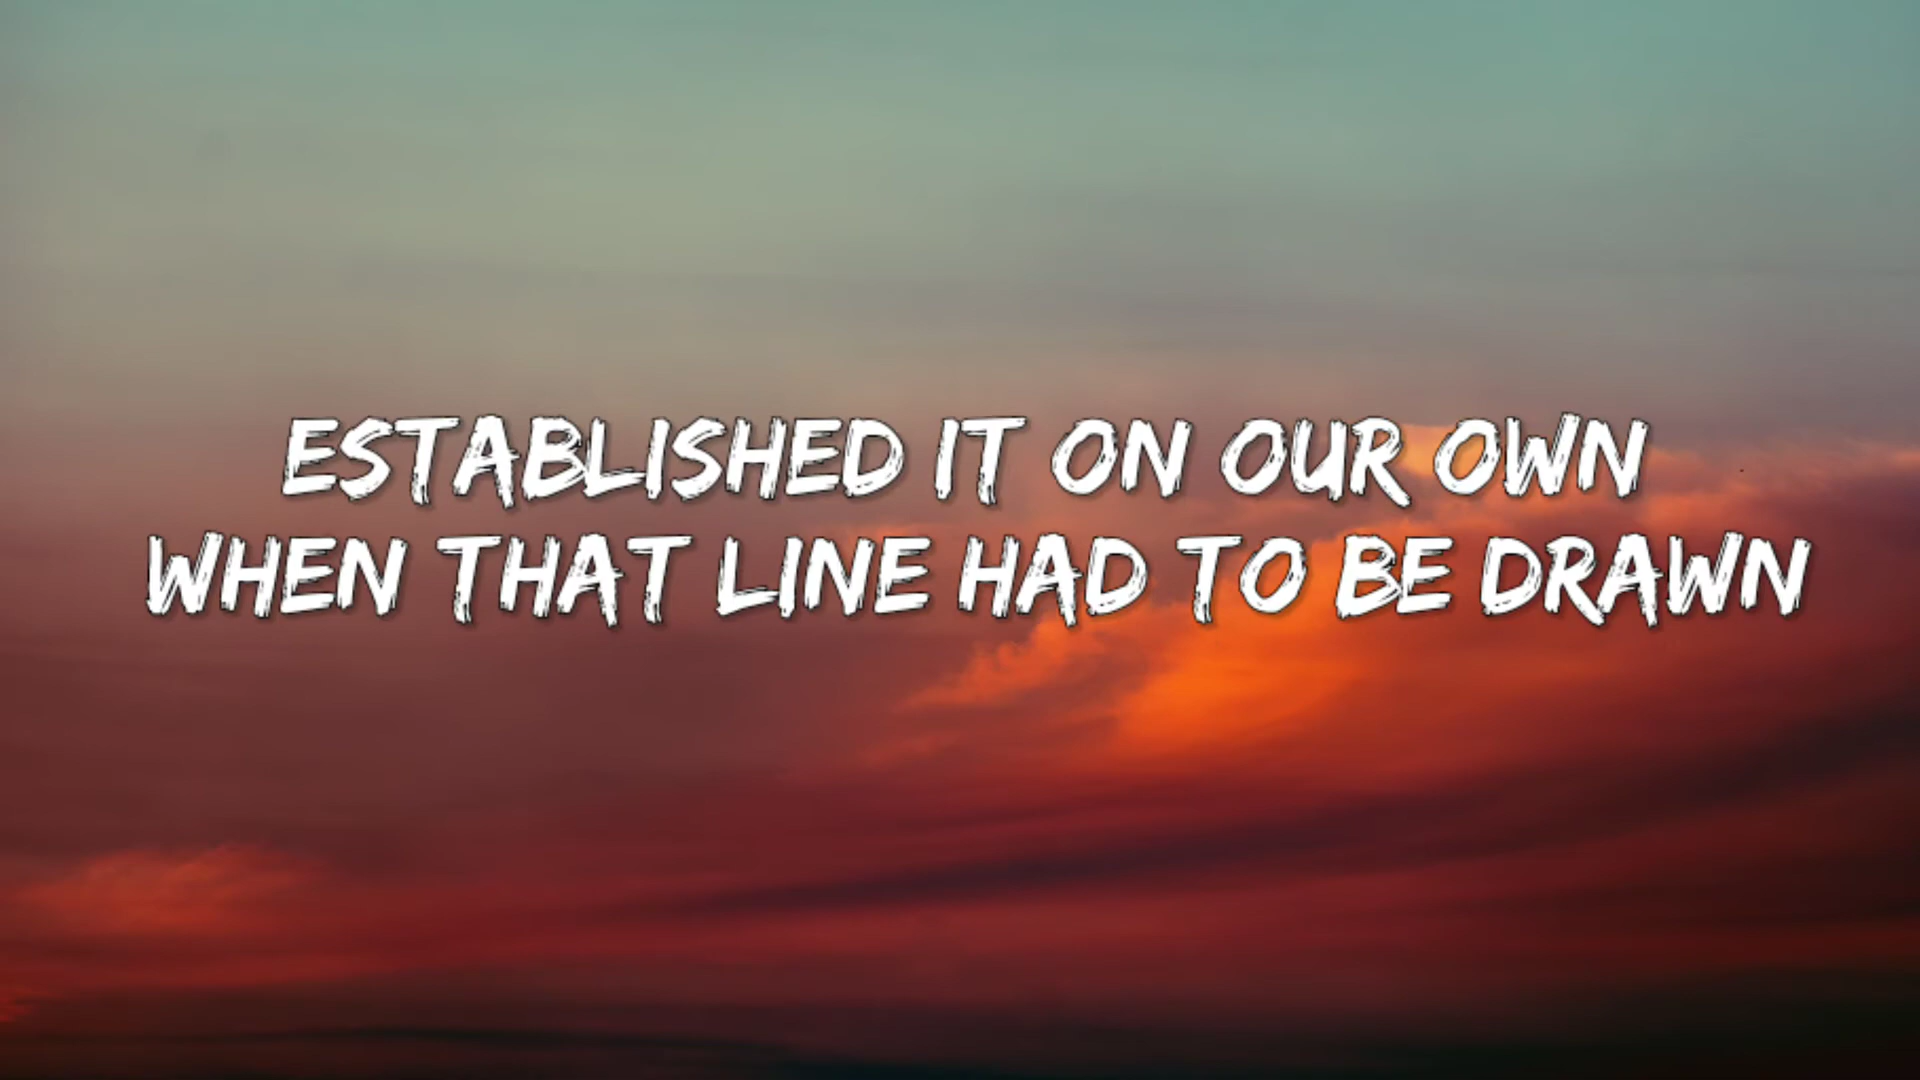 ESTABLISHED IT ON OUR OWN
WHEN THAT LINE HAD TO BE DRAWN